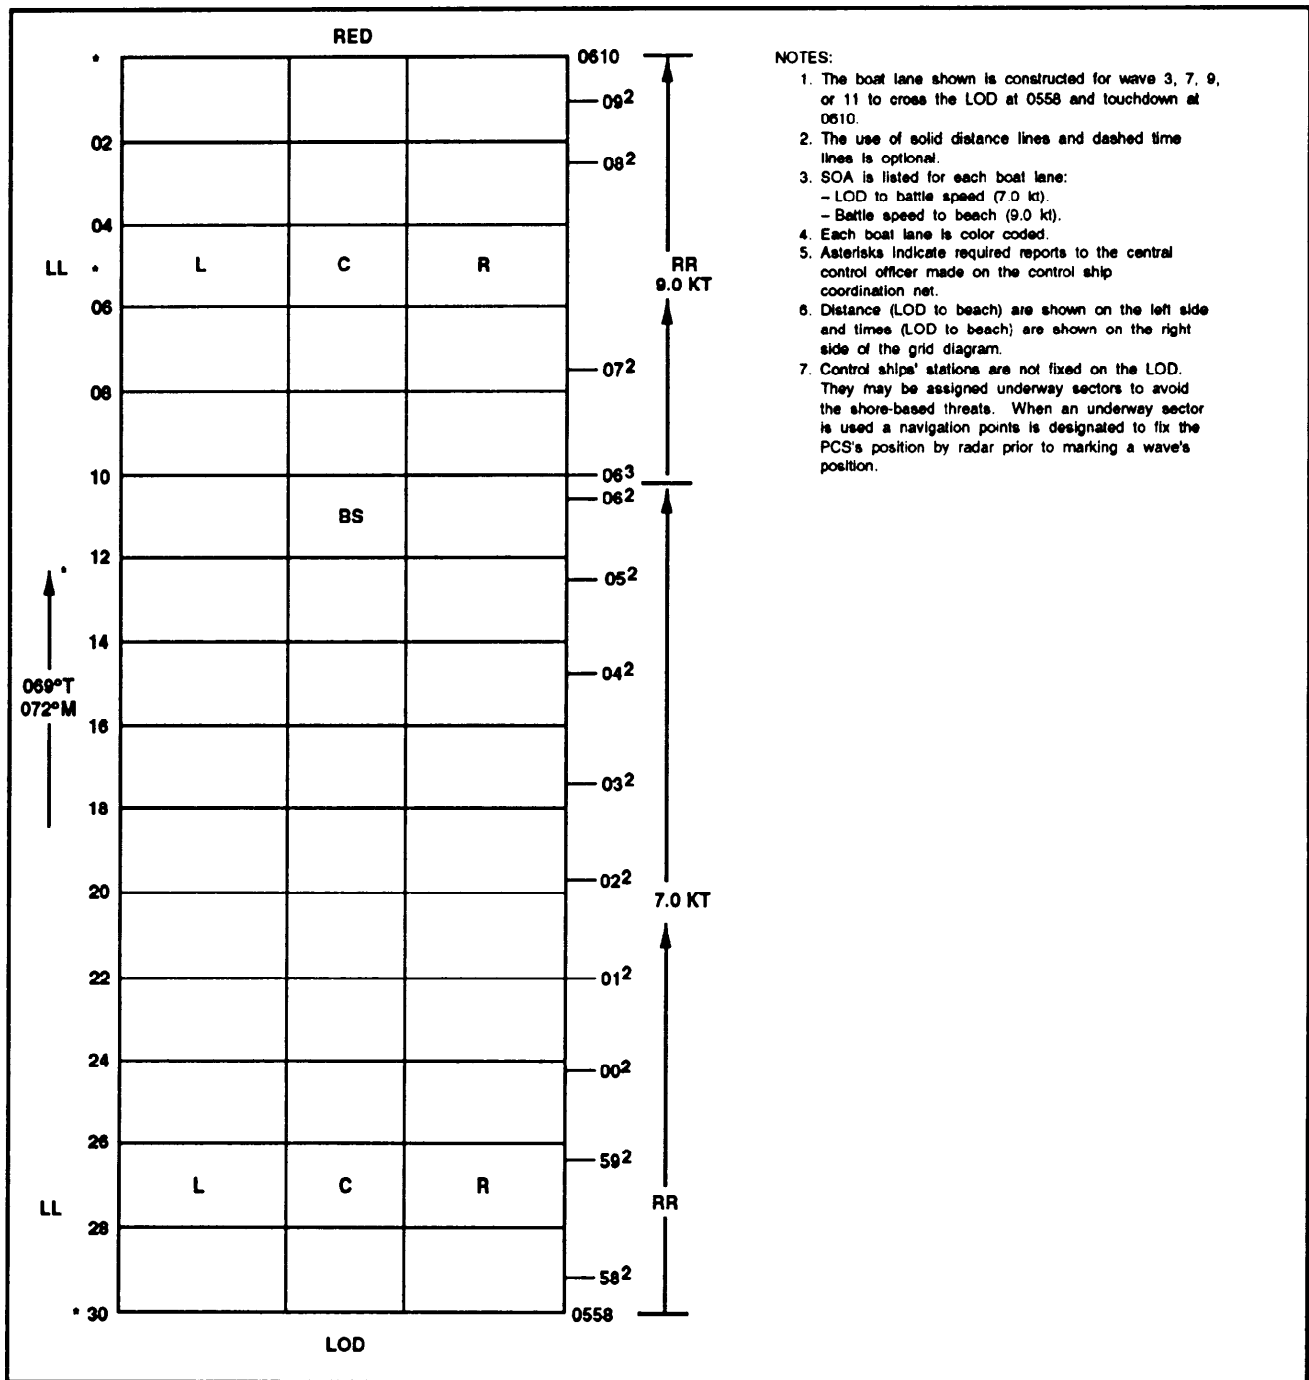 RED
* 0610
NOTES:
1. The boat lane shown is constructed for wave 3, 7, 9,
or 11 to cross the LOD at 0558 and touchdown at
0610.
2. The use of solid distance lines and dashed time
lines is optional.
3. SOA is listed for each boat lane:
– LOD to battle speed (7.0 kt).
– Battle speed to beach (9.0 kt).
4. Each boat lane is color coded.
5. Asterisks indicate required reports to the central
control officer made on the control ship
coordination net.
6. Distance (LOD to beach) are shown on the left side
and times (LOD to beach) are shown on the right
side of the grid diagram.
7. Control ships' stations are not fixed on the LOD.
They may be assigned underway sectors to avoid
the shore-based threats. When an underway sector
is used a navigation points is designated to fix the
PCS's position by radar prior to marking a wave's
position.
09²
02
08²
04
LL * L C R RR
9.0 KT
06
07²
08
10 06³
06²
BS
12
* 05²
14
04²
069°T
072°M
16
03²
18
02²
20
7.0 KT
22 01²
24
00²
26
59²
L C R
LL RR
28
58²
* 30 0558
LOD